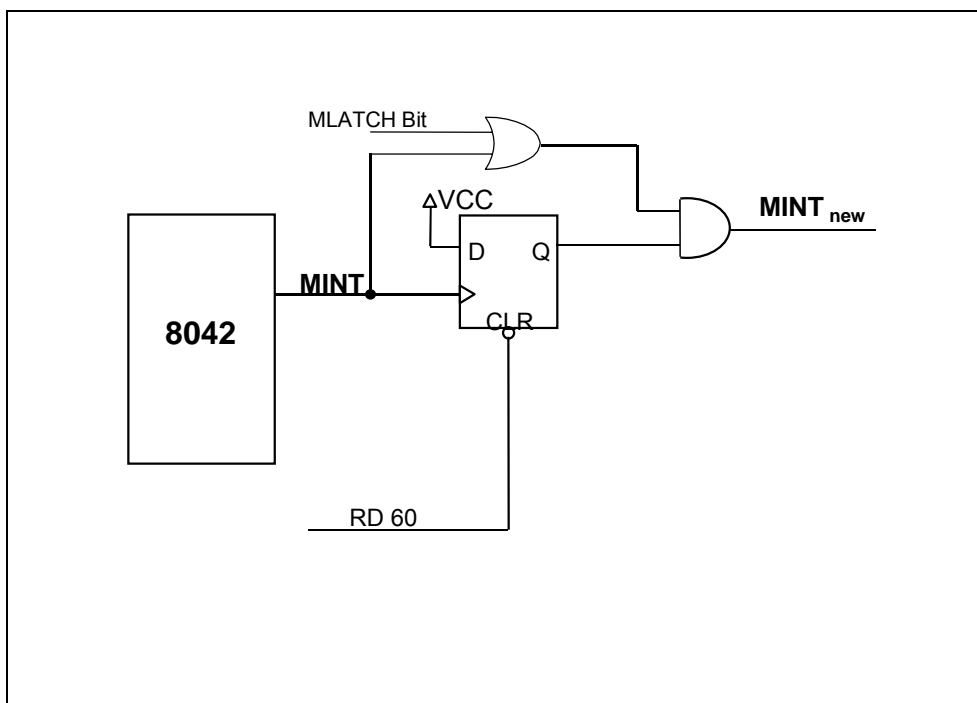 MLATCH Bit
VCC
MINT new
D Q
MINT
CLR
8042
RD 60